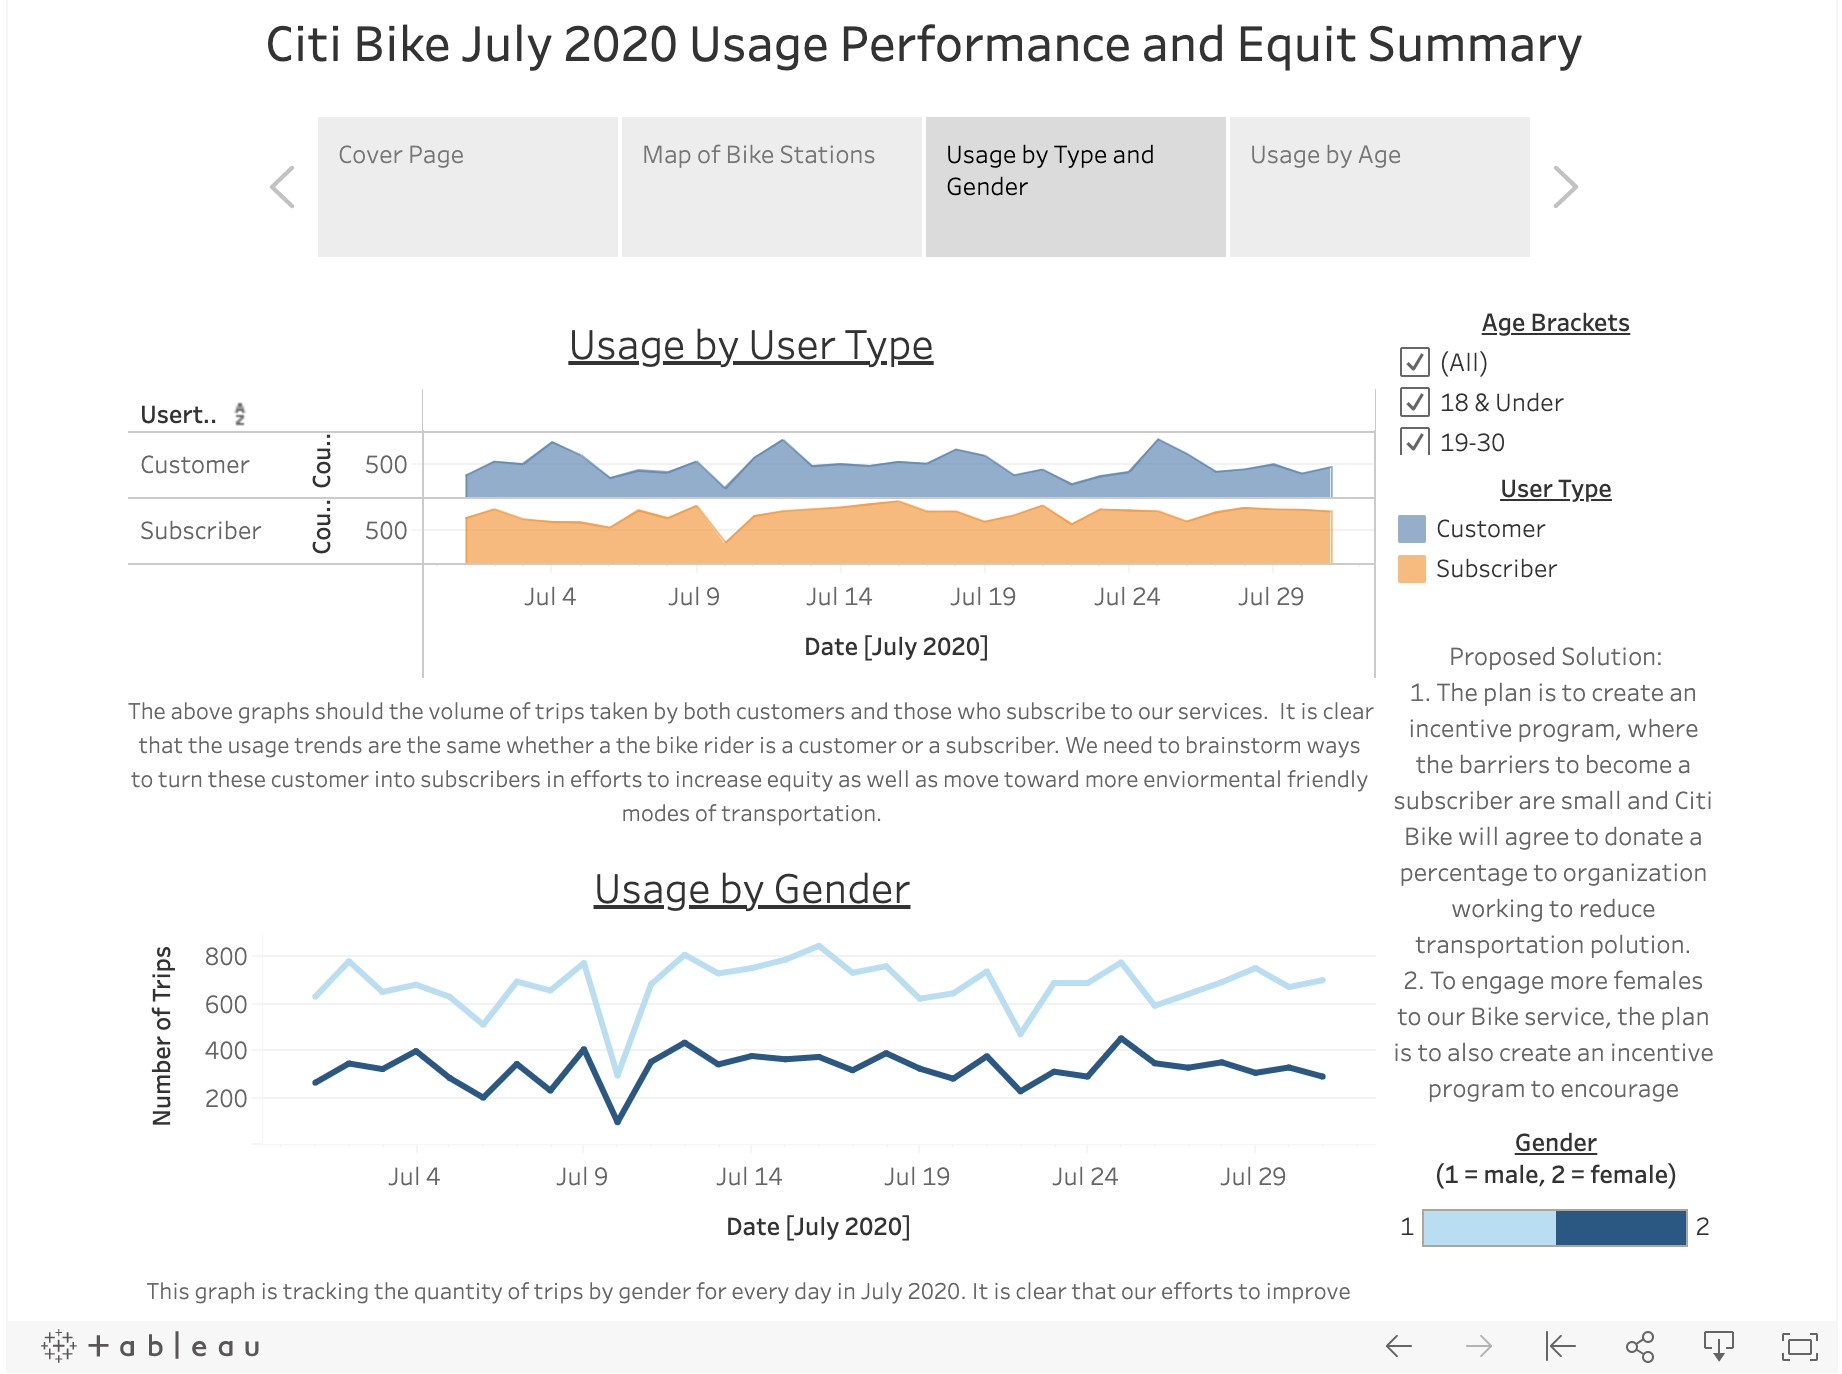 Citi Bike July 2020 Usage Performance and Equit Summary
Cover Page
Map of Bike Stations
Usage by Type and
Gender
Usage by Age
Usage by User Type
Usert..
Customer
Cou..
500
Subscriber
Cou..
500
Jul 4
Jul 9
Jul 14
Jul 19
Jul 24
Jul 29
Date [July 2020]
The above graphs should the volume of trips taken by both customers and those who subscribe to our services.  It is clear
that the usage trends are the same whether a the bike rider is a customer or a subscriber. We need to brainstorm ways
to turn these customer into subscribers in efforts to increase equity as well as move toward more enviormental friendly
modes of transportation.
Usage by Gender
Number of Trips
800
600
400
200
Jul 4
Jul 9
Jul 14
Jul 19
Jul 24
Jul 29
Date [July 2020]
This graph is tracking the quantity of trips by gender for every day in July 2020. It is clear that our efforts to improve
Age Brackets
(All)
18 & Under
19-30
User Type
Customer
Subscriber
Proposed Solution:
1. The plan is to create an
incentive program, where
the barriers to become a
subscriber are small and Citi
Bike will agree to donate a
percentage to organization
working to reduce
transportation polution.
2. To engage more females
to our Bike service, the plan
is to also create an incentive
program to encourage
Gender
(1 = male, 2 = female)
1
2
+ a b l e a u